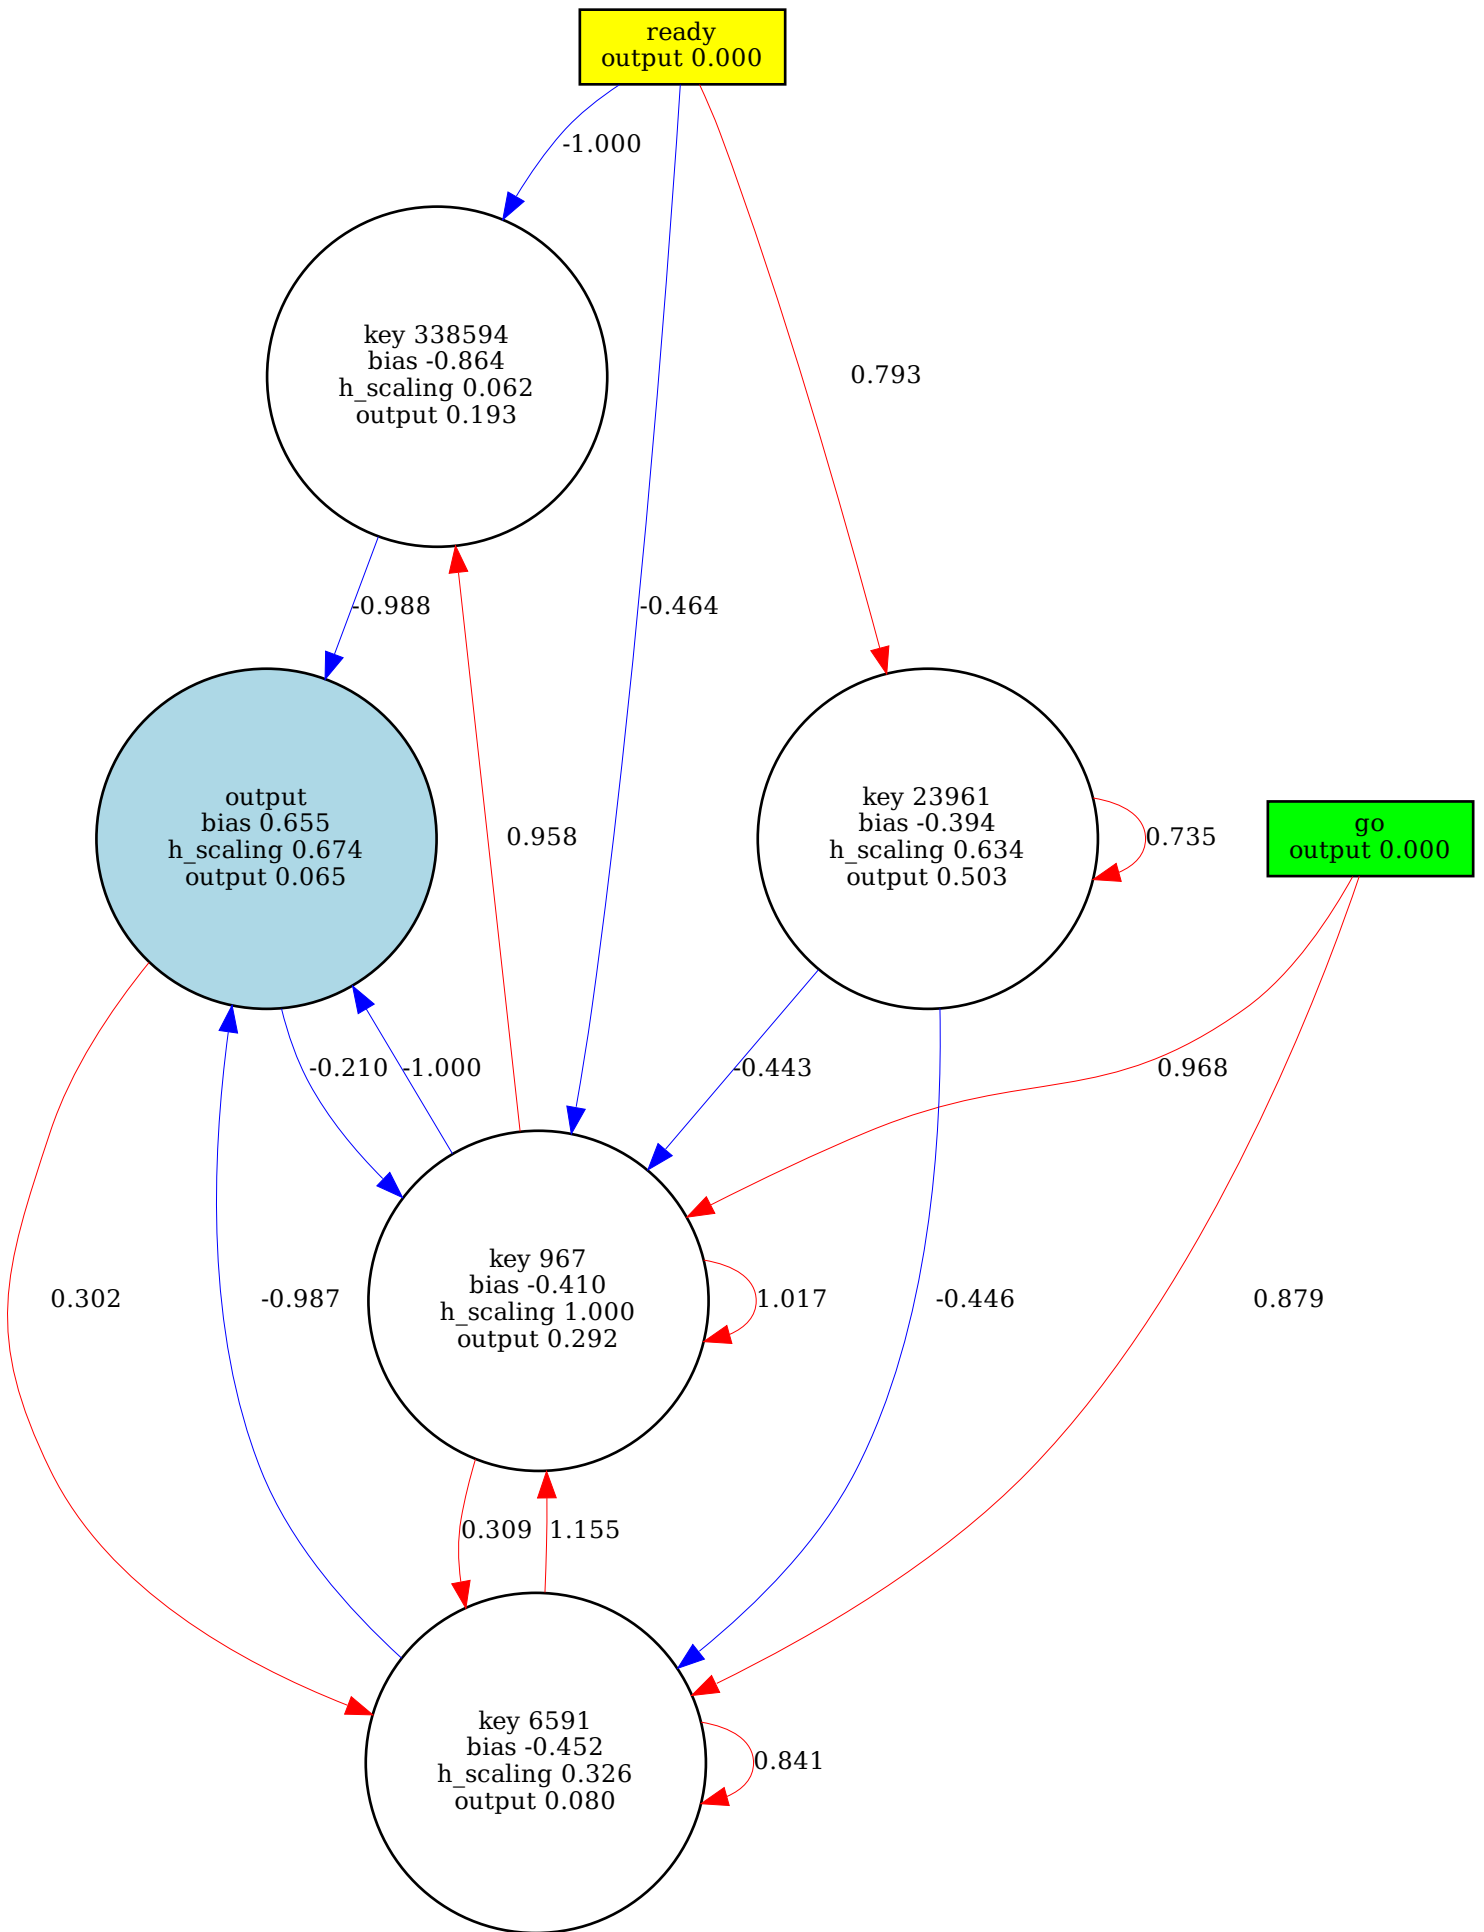 ready
output 0.000
-1.000
key 338594
bias -0.864
h_scaling 0.062
output 0.193
0.793
-0.988
-0.464
output
bias 0.655
h_scaling 0.674
output 0.065
0.958
key 23961
bias -0.394
h_scaling 0.634
output 0.503
0.735
go
output 0.000
-0.210
-1.000
-0.443
0.968
0.302
-0.987
key 967
bias -0.410
h_scaling 1.000
output 0.292
1.017
-0.446
0.879
0.309
1.155
key 6591
bias -0.452
h_scaling 0.326
output 0.080
0.841